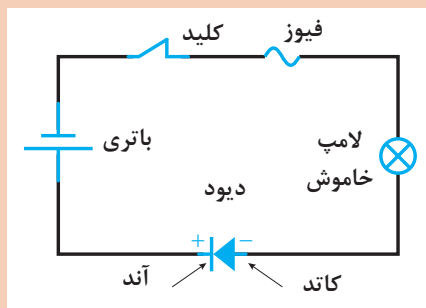 کلید
فیوز
باتری
لامپ
خاموش
دیود
+ −
آند
کاتد